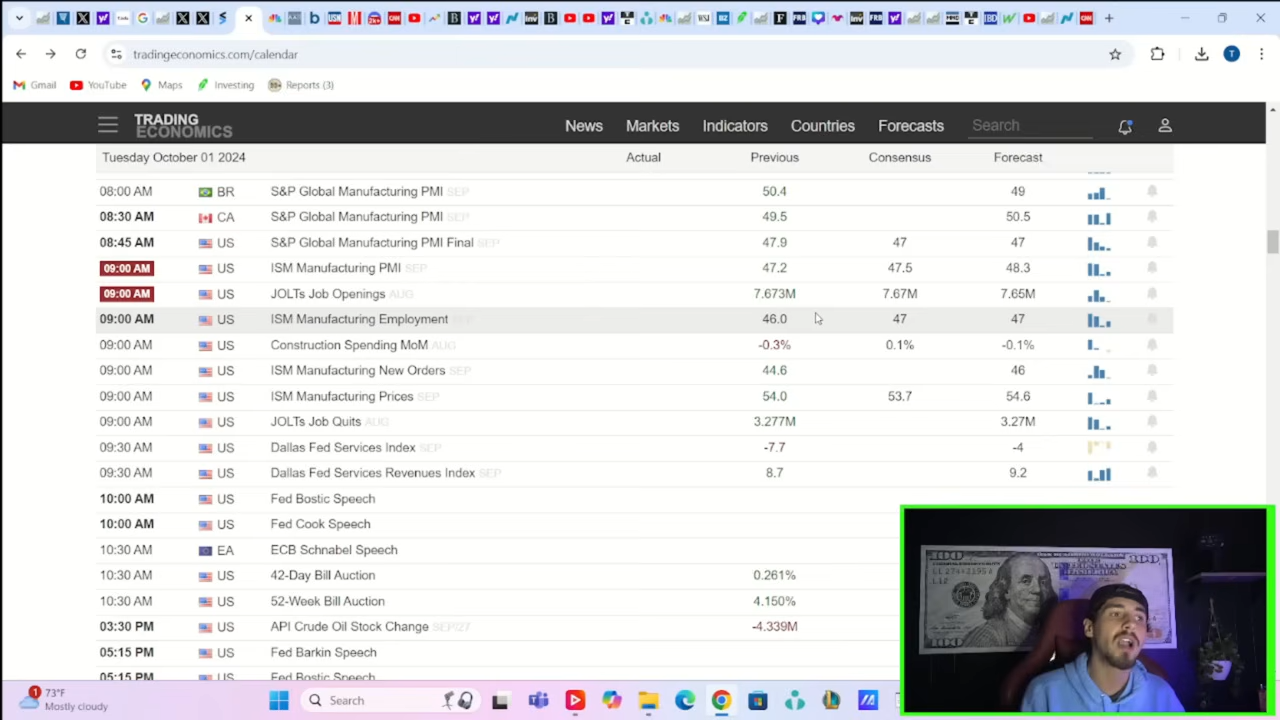 tradingeconomics.com/calendar
Gmail YouTube Maps Investing Reports (3)
TRADING
ECONOMICS
News Markets Indicators Countries Forecasts Search
Tuesday October 01 2024 Actual Previous Consensus Forecast
08:00 AM BR S&P Global Manufacturing PMI SEP 50.4 49
08:30 AM CA S&P Global Manufacturing PMI SEP 49.5 50.5
08:45 AM US S&P Global Manufacturing PMI Final SEP 47.9 47 47
09:00 AM US ISM Manufacturing PMI SEP 47.2 47.5 48.3
09:00 AM US JOLTs Job Openings AUG 7.673M 7.67M 7.65M
09:00 AM US ISM Manufacturing Employment SEP 46.0 47 47
09:00 AM US Construction Spending MoM AUG -0.3% 0.1% -0.1%
09:00 AM US ISM Manufacturing New Orders SEP 44.6 46
09:00 AM US ISM Manufacturing Prices SEP 54.0 53.7 54.6
09:00 AM US JOLTs Job Quits AUG 3.277M 3.27M
09:30 AM US Dallas Fed Services Index SEP -7.7 -4
09:30 AM US Dallas Fed Services Revenues Index SEP 8.7 9.2
10:00 AM US Fed Bostic Speech
10:00 AM US Fed Cook Speech
10:30 AM EA ECB Schnabel Speech
10:30 AM US 42-Day Bill Auction 0.261%
10:30 AM US 52-Week Bill Auction 4.150%
03:30 PM US API Crude Oil Stock Change SEP/27 -4.339M
05:15 PM US Fed Barkin Speech
05:15 PM US Fed Bostic Speech
1 73°F
Mostly cloudy
Search